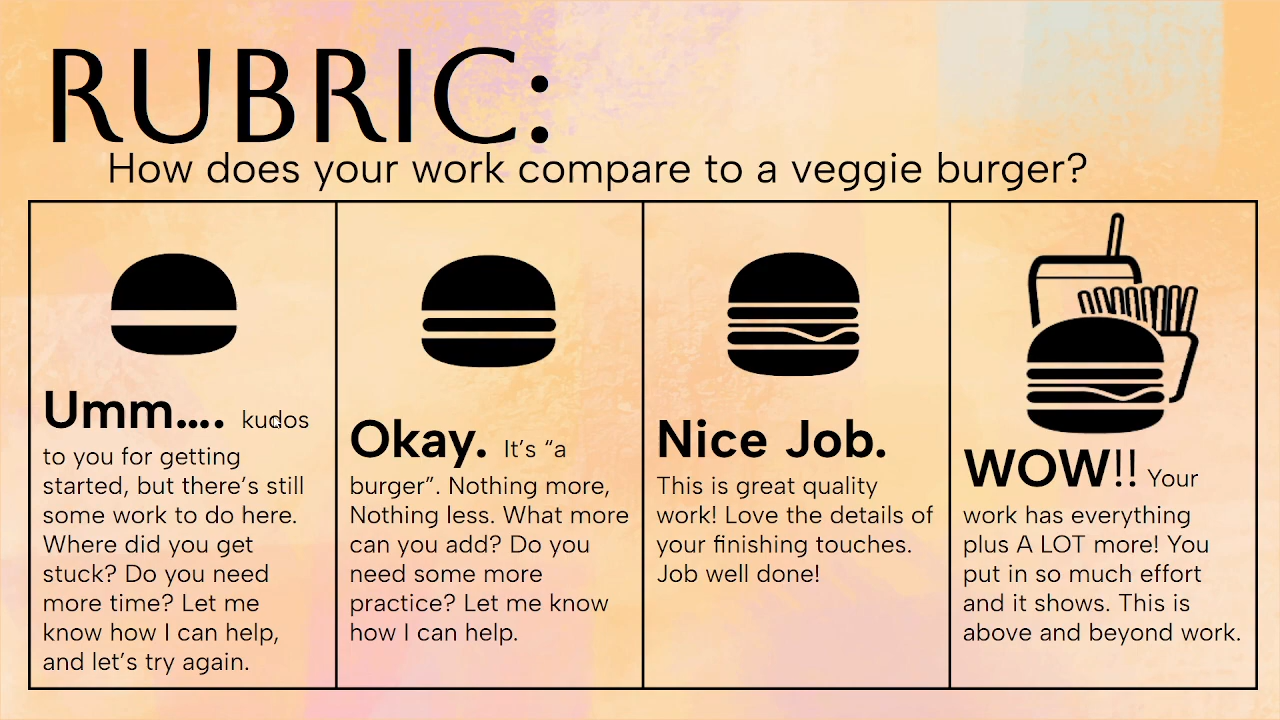 RUBRIC:
How does your work compare to a veggie burger?
Umm…. kudos
to you for getting
started, but there's still
some work to do here.
Where did you get
stuck? Do you need
more time? Let me
know how I can help,
and let's try again.
Okay. It's "a
burger". Nothing more,
Nothing less. What more
can you add? Do you
need some more
practice? Let me know
how I can help.
Nice Job.
This is great quality
work! Love the details of
your finishing touches.
Job well done!
WOW!! Your
work has everything
plus A LOT more! You
put in so much effort
and it shows. This is
above and beyond work.